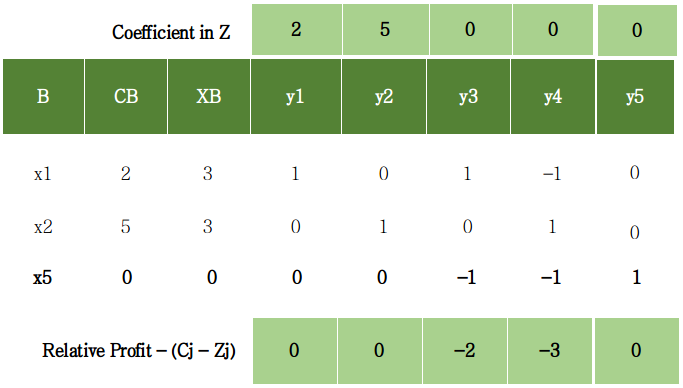 Coefficient in Z 2 5 0 0 0
B CB XB y1 y2 y3 y4 y5
x1 2 3 1 0 1 −1 0
x2 5 3 0 1 0 1 0
x5 0 0 0 0 −1 −1 1
Relative Profit – (Cj – Zj) 0 0 −2 −3 0